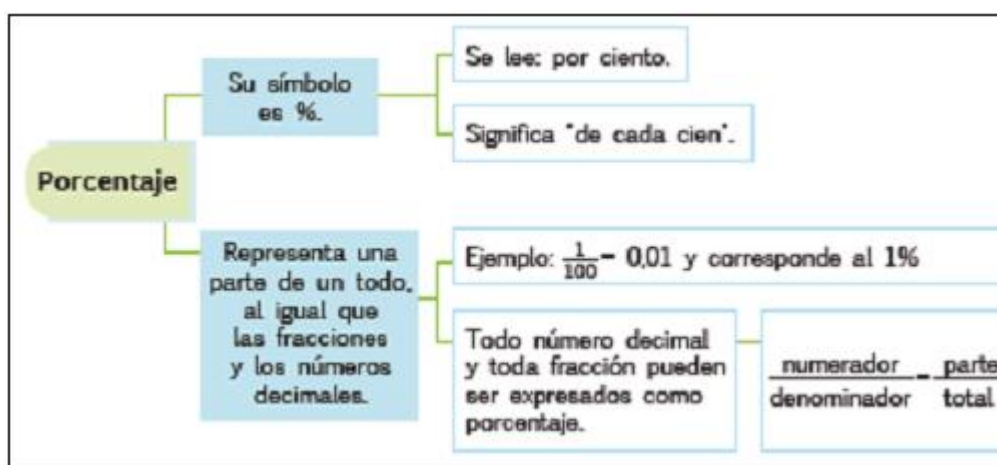 Porcentaje
Su símbolo
es %.
Se lee: por ciento.
Significa "de cada cien".
Representa una
parte de un todo,
al igual que
las fracciones
y los números
decimales.
Ejemplo: 1/100 = 0,01 y corresponde al 1%
Todo número decimal
y toda fracción pueden
ser expresados como
porcentaje.
numerador/denominador = parte/total